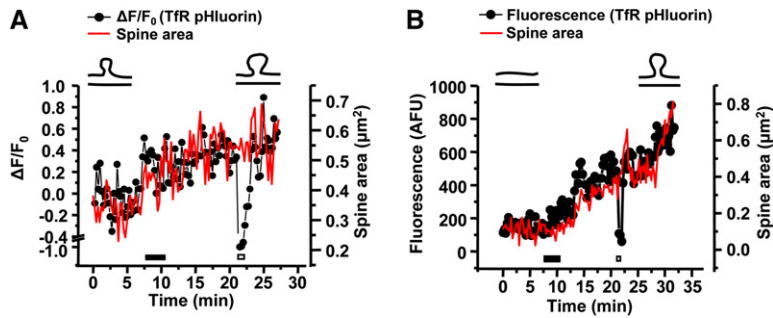 A
ΔF/F₀ (TfR pHluorin)
Spine area
ΔF/F₀
1.0
0.8
0.6
0.4
0.2
0.0
-0.2
-0.4
-1.0
0 5 10 15 20 25 30
Time (min)
0.7
0.6
0.5
0.4
0.3
0.2
Spine area (μm²)
B
Fluorescence (TfR pHluorin)
Spine area
Fluorescence (AFU)
1000
800
600
400
200
0
0 5 10 15 20 25 30 35
Time (min)
0.8
0.6
0.4
0.2
0.0
Spine area (μm²)